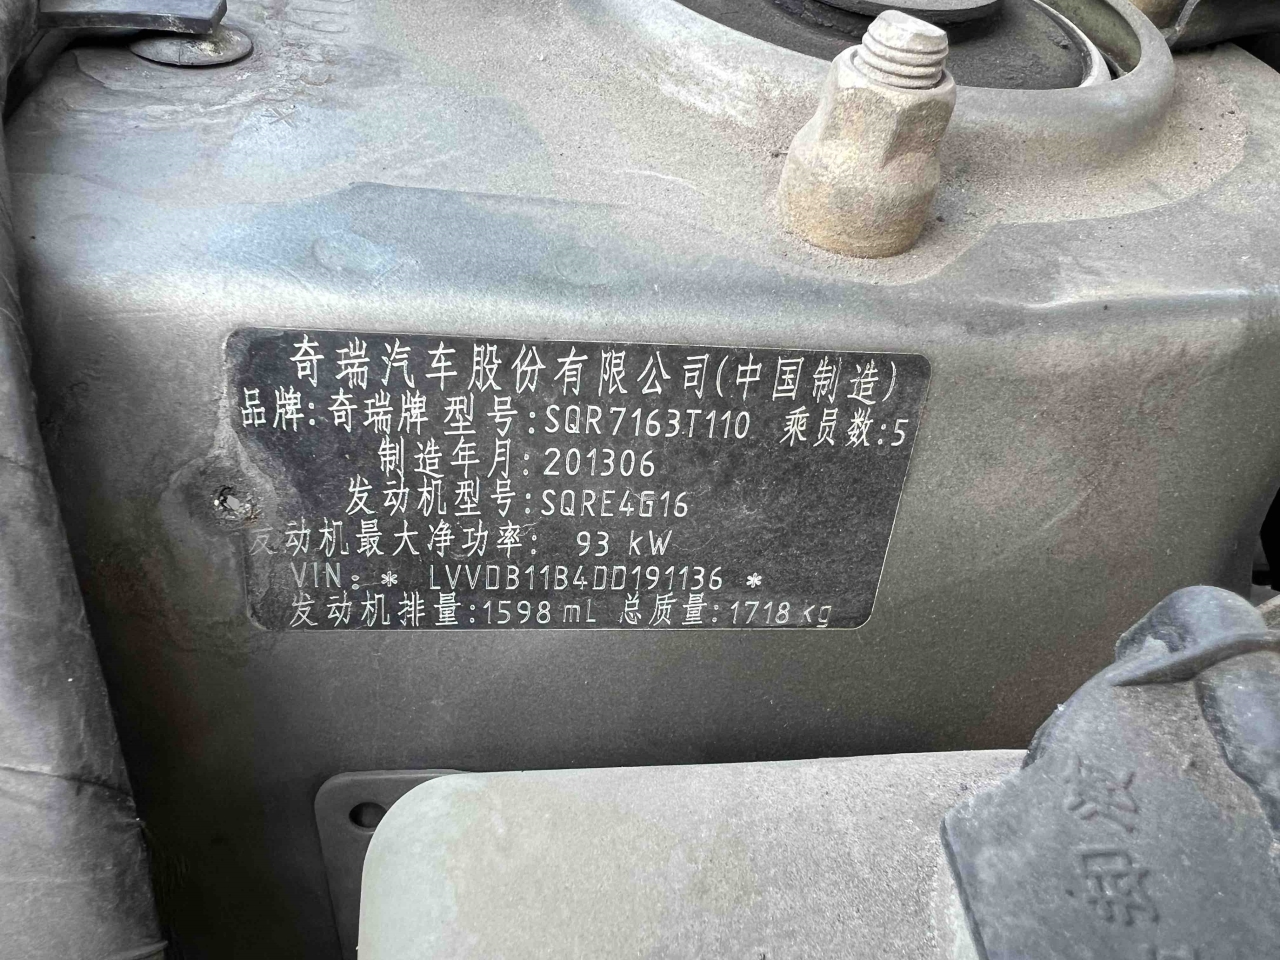 奇瑞汽车股份有限公司(中国制造)
品牌:奇瑞牌 型号:SQR7163T110 乘员数:5
制造年月:201306
发动机型号:SQRE4G16
发动机最大净功率: 93 kW
VIN: * LVVDB11B4DD191136 *
发动机排量:1598 mL 总质量:1718 kg